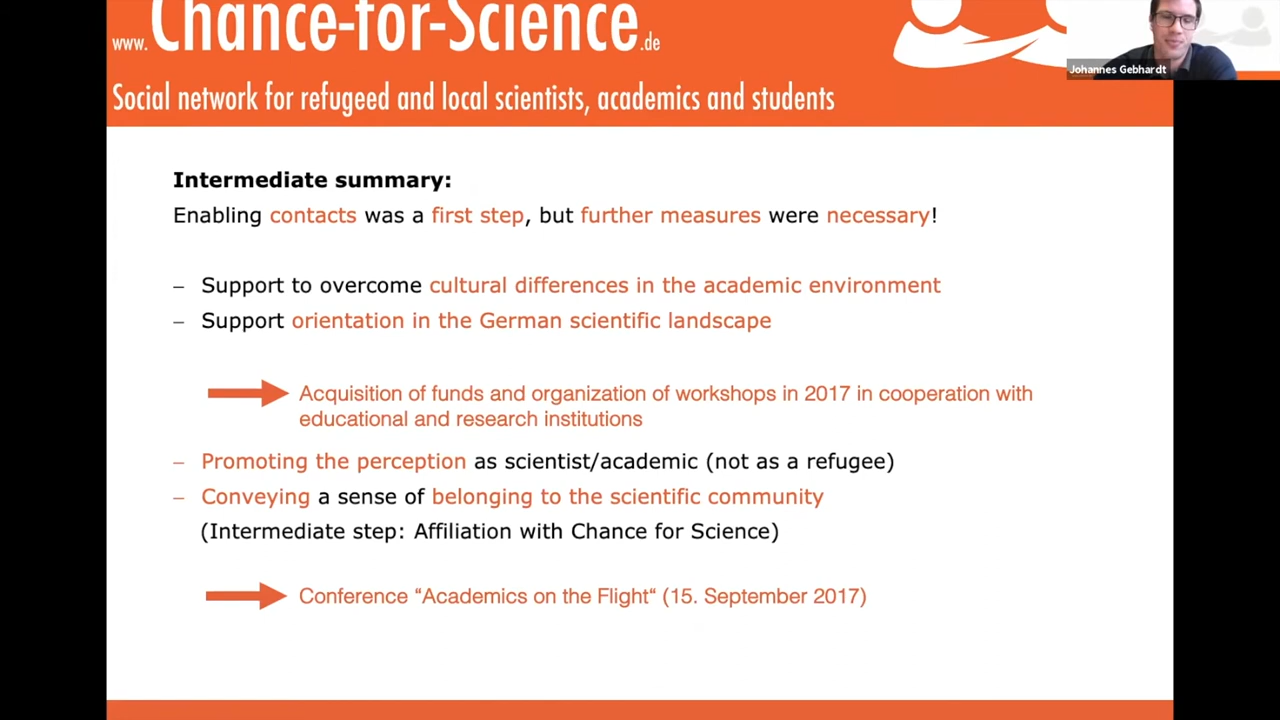 www.Chance-for-Science.de
Johannes Gebhardt
Social network for refugeed and local scientists, academics and students
Intermediate summary:
Enabling contacts was a first step, but further measures were necessary!
– Support to overcome cultural differences in the academic environment
– Support orientation in the German scientific landscape
Acquisition of funds and organization of workshops in 2017 in cooperation with
educational and research institutions
– Promoting the perception as scientist/academic (not as a refugee)
– Conveying a sense of belonging to the scientific community
(Intermediate step: Affiliation with Chance for Science)
Conference “Academics on the Flight“ (15. September 2017)